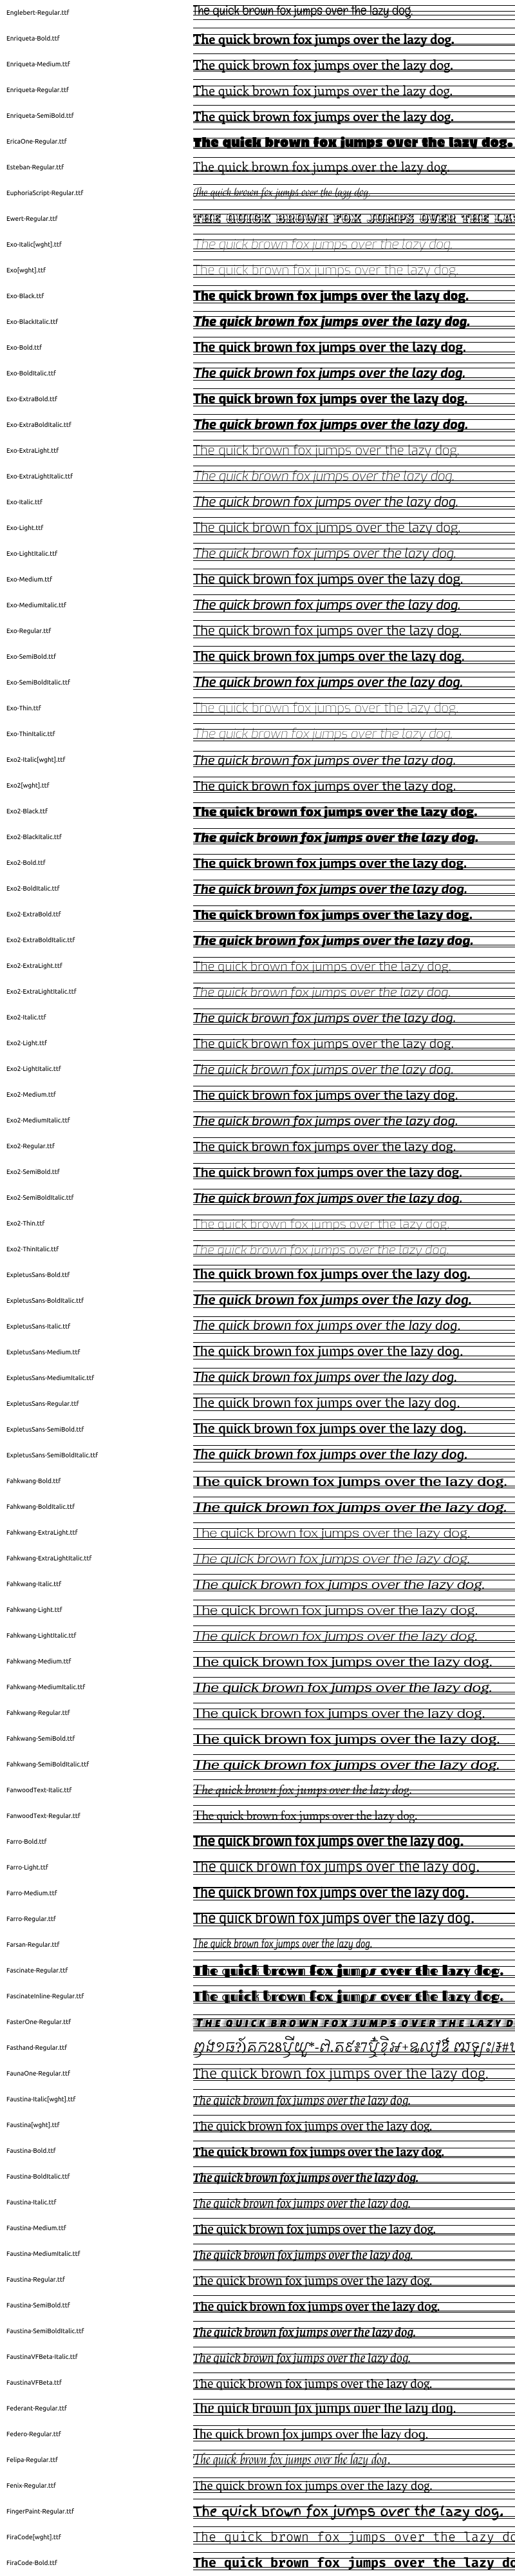 Englebert-Regular.ttf The quick brown fox jumps over the lazy dog.
Enriqueta-Bold.ttf The quick brown fox jumps over the lazy dog.
Enriqueta-Medium.ttf The quick brown fox jumps over the lazy dog.
Enriqueta-Regular.ttf The quick brown fox jumps over the lazy dog.
Enriqueta-SemiBold.ttf The quick brown fox jumps over the lazy dog.
EricaOne-Regular.ttf The quick brown fox jumps over the lazy dog.
Esteban-Regular.ttf The quick brown fox jumps over the lazy dog.
EuphoriaScript-Regular.ttf The quick brown fox jumps over the lazy dog.
Ewert-Regular.ttf THE QUICK BROWN FOX JUMPS OVER THE LA
Exo-Italic[wght].ttf The quick brown fox jumps over the lazy dog.
Exo[wght].ttf The quick brown fox jumps over the lazy dog.
Exo-Black.ttf The quick brown fox jumps over the lazy dog.
Exo-BlackItalic.ttf The quick brown fox jumps over the lazy dog.
Exo-Bold.ttf The quick brown fox jumps over the lazy dog.
Exo-BoldItalic.ttf The quick brown fox jumps over the lazy dog.
Exo-ExtraBold.ttf The quick brown fox jumps over the lazy dog.
Exo-ExtraBoldItalic.ttf The quick brown fox jumps over the lazy dog.
Exo-ExtraLight.ttf The quick brown fox jumps over the lazy dog.
Exo-ExtraLightItalic.ttf The quick brown fox jumps over the lazy dog.
Exo-Italic.ttf The quick brown fox jumps over the lazy dog.
Exo-Light.ttf The quick brown fox jumps over the lazy dog.
Exo-LightItalic.ttf The quick brown fox jumps over the lazy dog.
Exo-Medium.ttf The quick brown fox jumps over the lazy dog.
Exo-MediumItalic.ttf The quick brown fox jumps over the lazy dog.
Exo-Regular.ttf The quick brown fox jumps over the lazy dog.
Exo-SemiBold.ttf The quick brown fox jumps over the lazy dog.
Exo-SemiBoldItalic.ttf The quick brown fox jumps over the lazy dog.
Exo-Thin.ttf The quick brown fox jumps over the lazy dog.
Exo-ThinItalic.ttf The quick brown fox jumps over the lazy dog.
Exo2-Italic[wght].ttf The quick brown fox jumps over the lazy dog.
Exo2[wght].ttf The quick brown fox jumps over the lazy dog.
Exo2-Black.ttf The quick brown fox jumps over the lazy dog.
Exo2-BlackItalic.ttf The quick brown fox jumps over the lazy dog.
Exo2-Bold.ttf The quick brown fox jumps over the lazy dog.
Exo2-BoldItalic.ttf The quick brown fox jumps over the lazy dog.
Exo2-ExtraBold.ttf The quick brown fox jumps over the lazy dog.
Exo2-ExtraBoldItalic.ttf The quick brown fox jumps over the lazy dog.
Exo2-ExtraLight.ttf The quick brown fox jumps over the lazy dog.
Exo2-ExtraLightItalic.ttf The quick brown fox jumps over the lazy dog.
Exo2-Italic.ttf The quick brown fox jumps over the lazy dog.
Exo2-Light.ttf The quick brown fox jumps over the lazy dog.
Exo2-LightItalic.ttf The quick brown fox jumps over the lazy dog.
Exo2-Medium.ttf The quick brown fox jumps over the lazy dog.
Exo2-MediumItalic.ttf The quick brown fox jumps over the lazy dog.
Exo2-Regular.ttf The quick brown fox jumps over the lazy dog.
Exo2-SemiBold.ttf The quick brown fox jumps over the lazy dog.
Exo2-SemiBoldItalic.ttf The quick brown fox jumps over the lazy dog.
Exo2-Thin.ttf The quick brown fox jumps over the lazy dog.
Exo2-ThinItalic.ttf The quick brown fox jumps over the lazy dog.
ExpletusSans-Bold.ttf The quick brown fox jumps over the lazy dog.
ExpletusSans-BoldItalic.ttf The quick brown fox jumps over the lazy dog.
ExpletusSans-Italic.ttf The quick brown fox jumps over the lazy dog.
ExpletusSans-Medium.ttf The quick brown fox jumps over the lazy dog.
ExpletusSans-MediumItalic.ttf The quick brown fox jumps over the lazy dog.
ExpletusSans-Regular.ttf The quick brown fox jumps over the lazy dog.
ExpletusSans-SemiBold.ttf The quick brown fox jumps over the lazy dog.
ExpletusSans-SemiBoldItalic.ttf The quick brown fox jumps over the lazy dog.
Fahkwang-Bold.ttf The quick brown fox jumps over the lazy dog.
Fahkwang-BoldItalic.ttf The quick brown fox jumps over the lazy dog.
Fahkwang-ExtraLight.ttf The quick brown fox jumps over the lazy dog.
Fahkwang-ExtraLightItalic.ttf The quick brown fox jumps over the lazy dog.
Fahkwang-Italic.ttf The quick brown fox jumps over the lazy dog.
Fahkwang-Light.ttf The quick brown fox jumps over the lazy dog.
Fahkwang-LightItalic.ttf The quick brown fox jumps over the lazy dog.
Fahkwang-Medium.ttf The quick brown fox jumps over the lazy dog.
Fahkwang-MediumItalic.ttf The quick brown fox jumps over the lazy dog.
Fahkwang-Regular.ttf The quick brown fox jumps over the lazy dog.
Fahkwang-SemiBold.ttf The quick brown fox jumps over the lazy dog.
Fahkwang-SemiBoldItalic.ttf The quick brown fox jumps over the lazy dog.
FanwoodText-Italic.ttf The quick brown fox jumps over the lazy dog.
FanwoodText-Regular.ttf The quick brown fox jumps over the lazy dog.
Farro-Bold.ttf The quick brown fox jumps over the lazy dog.
Farro-Light.ttf The quick brown fox jumps over the lazy dog.
Farro-Medium.ttf The quick brown fox jumps over the lazy dog.
Farro-Regular.ttf The quick brown fox jumps over the lazy dog.
Farsan-Regular.ttf The quick brown fox jumps over the lazy dog.
Fascinate-Regular.ttf The quick brown fox jumps over the lazy dog.
FascinateInline-Regular.ttf The quick brown fox jumps over the lazy dog.
FasterOne-Regular.ttf THE QUICK BROWN FOX JUMPS OVER THE LAZY D
Fasthand-Regular.ttf
FaunaOne-Regular.ttf The quick brown fox jumps over the lazy dog.
Faustina-Italic[wght].ttf The quick brown fox jumps over the lazy dog.
Faustina[wght].ttf The quick brown fox jumps over the lazy dog.
Faustina-Bold.ttf The quick brown fox jumps over the lazy dog.
Faustina-BoldItalic.ttf The quick brown fox jumps over the lazy dog.
Faustina-Italic.ttf The quick brown fox jumps over the lazy dog.
Faustina-Medium.ttf The quick brown fox jumps over the lazy dog.
Faustina-MediumItalic.ttf The quick brown fox jumps over the lazy dog.
Faustina-Regular.ttf The quick brown fox jumps over the lazy dog.
Faustina-SemiBold.ttf The quick brown fox jumps over the lazy dog.
Faustina-SemiBoldItalic.ttf The quick brown fox jumps over the lazy dog.
FaustinaVFBeta-Italic.ttf The quick brown fox jumps over the lazy dog.
FaustinaVFBeta.ttf The quick brown fox jumps over the lazy dog.
Federant-Regular.ttf The quick brown fox jumps over the lazy dog.
Federo-Regular.ttf The quick brown fox jumps over the lazy dog.
Felipa-Regular.ttf The quick brown fox jumps over the lazy dog.
Fenix-Regular.ttf The quick brown fox jumps over the lazy dog.
FingerPaint-Regular.ttf The quick brown fox jumps over the lazy dog.
FiraCode[wght].ttf The quick brown fox jumps over the lazy do
FiraCode-Bold.ttf The quick brown fox jumps over the lazy do